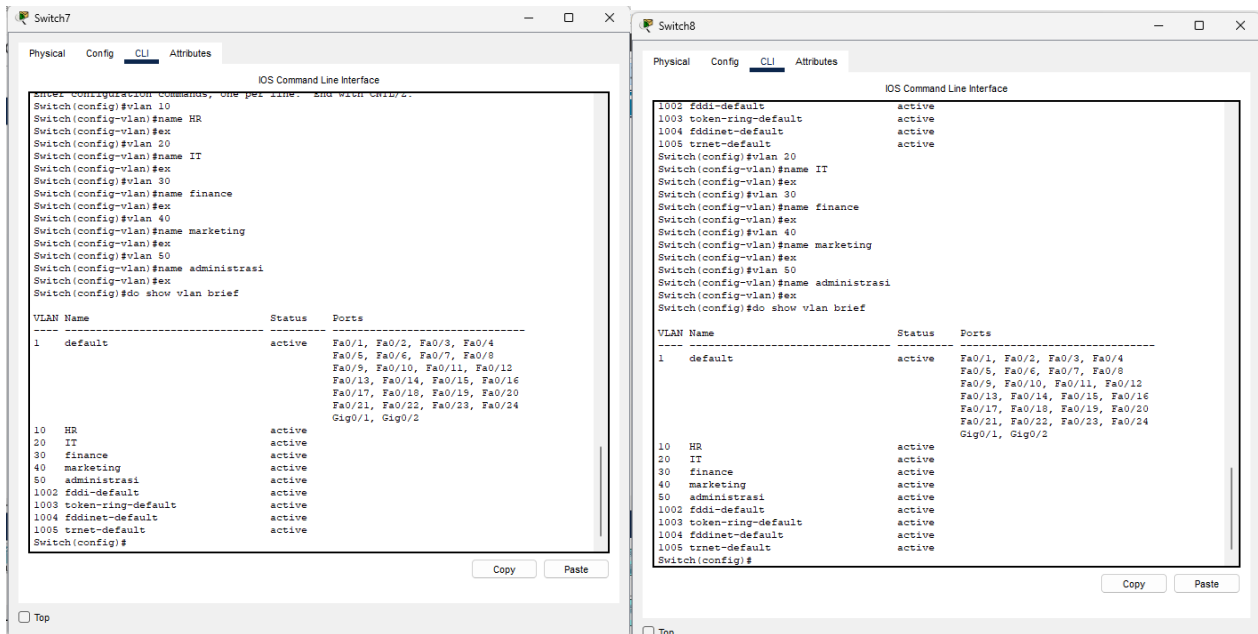 Switch7
Physical Config CLI Attributes
IOS Command Line Interface
Enter configuration commands, one per line. End with CNTL/Z.
Switch(config)#vlan 10
Switch(config-vlan)#name HR
Switch(config-vlan)#ex
Switch(config)#vlan 20
Switch(config-vlan)#name IT
Switch(config-vlan)#ex
Switch(config)#vlan 30
Switch(config-vlan)#name finance
Switch(config-vlan)#ex
Switch(config)#vlan 40
Switch(config-vlan)#name marketing
Switch(config-vlan)#ex
Switch(config)#vlan 50
Switch(config-vlan)#name administrasi
Switch(config-vlan)#ex
Switch(config)#do show vlan brief
VLAN Name Status Ports
---- -------------------------------- --------- -------------------------------
1 default active Fa0/1, Fa0/2, Fa0/3, Fa0/4
Fa0/5, Fa0/6, Fa0/7, Fa0/8
Fa0/9, Fa0/10, Fa0/11, Fa0/12
Fa0/13, Fa0/14, Fa0/15, Fa0/16
Fa0/17, Fa0/18, Fa0/19, Fa0/20
Fa0/21, Fa0/22, Fa0/23, Fa0/24
Gig0/1, Gig0/2
10 HR active
20 IT active
30 finance active
40 marketing active
50 administrasi active
1002 fddi-default active
1003 token-ring-default active
1004 fddinet-default active
1005 trnet-default active
Switch(config)#
Copy Paste
Top
Switch8
Physical Config CLI Attributes
IOS Command Line Interface
1002 fddi-default active
1003 token-ring-default active
1004 fddinet-default active
1005 trnet-default active
Switch(config)#vlan 20
Switch(config-vlan)#name IT
Switch(config-vlan)#ex
Switch(config)#vlan 30
Switch(config-vlan)#name finance
Switch(config-vlan)#ex
Switch(config)#vlan 40
Switch(config-vlan)#name marketing
Switch(config-vlan)#ex
Switch(config)#vlan 50
Switch(config-vlan)#name administrasi
Switch(config-vlan)#ex
Switch(config)#do show vlan brief
VLAN Name Status Ports
---- -------------------------------- --------- -------------------------------
1 default active Fa0/1, Fa0/2, Fa0/3, Fa0/4
Fa0/5, Fa0/6, Fa0/7, Fa0/8
Fa0/9, Fa0/10, Fa0/11, Fa0/12
Fa0/13, Fa0/14, Fa0/15, Fa0/16
Fa0/17, Fa0/18, Fa0/19, Fa0/20
Fa0/21, Fa0/22, Fa0/23, Fa0/24
Gig0/1, Gig0/2
10 HR active
20 IT active
30 finance active
40 marketing active
50 administrasi active
1002 fddi-default active
1003 token-ring-default active
1004 fddinet-default active
1005 trnet-default active
Switch(config)#
Copy Paste
Top